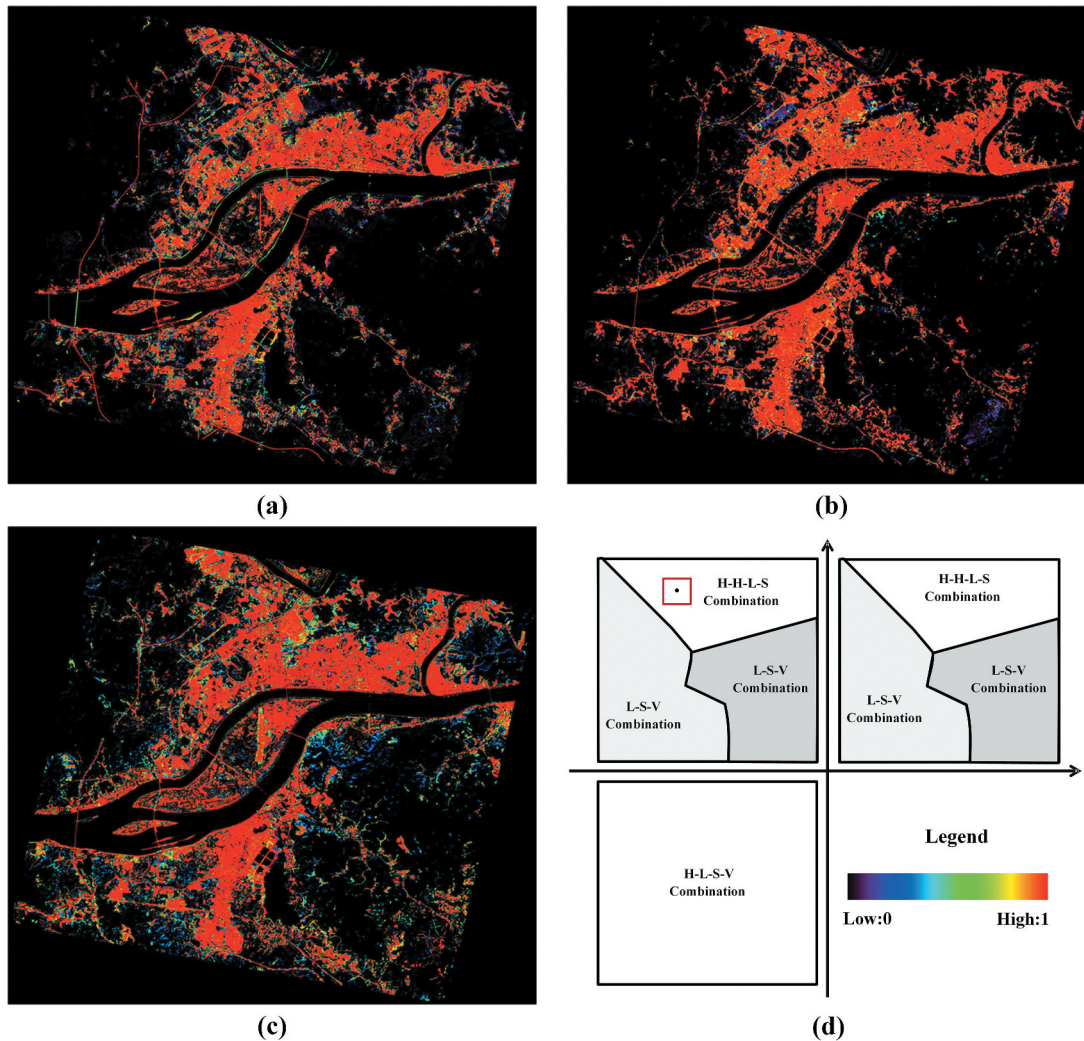 (a)
(b)
H-H-L-S
Combination
L-S-V
Combination
L-S-V
Combination
H-H-L-S
Combination
L-S-V
Combination
L-S-V
Combination
H-L-S-V
Combination
Legend
Low:0
High:1
(c)
(d)